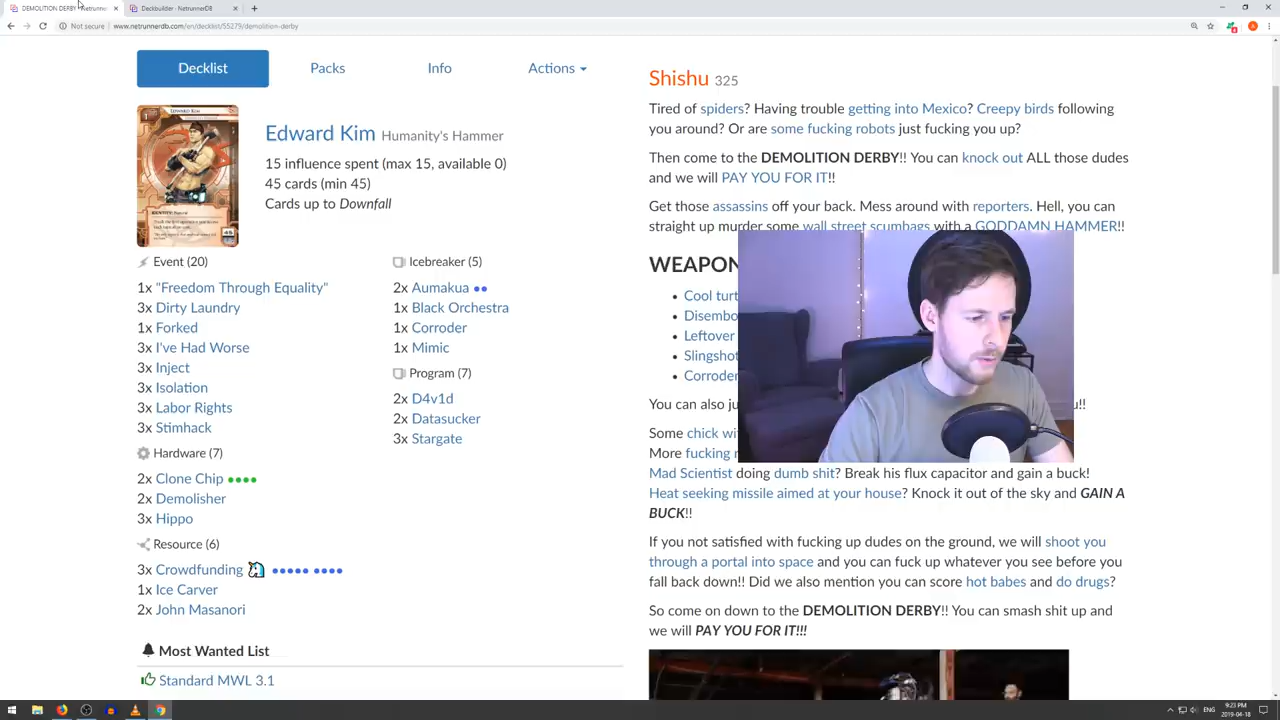 DEMOLITION DERBY
Deckbuilder · NetrunnerDB
Not secure
www.netrunnerdb.com/en/decklist/55279/demolition-derby
Decklist
Packs
Info
Actions
EDWARD KIM
Edward Kim Humanity's Hammer
15 influence spent (max 15, available 0)
45 cards (min 45)
Cards up to Downfall
Event (20)
1x "Freedom Through Equality"
3x Dirty Laundry
1x Forked
3x I've Had Worse
3x Inject
3x Isolation
3x Labor Rights
3x Stimhack
Hardware (7)
2x Clone Chip
2x Demolisher
3x Hippo
Resource (6)
3x Crowdfunding
1x Ice Carver
2x John Masanori
Icebreaker (5)
2x Aumakua
1x Black Orchestra
1x Corroder
1x Mimic
Program (7)
2x D4v1d
2x Datasucker
3x Stargate
Most Wanted List
Standard MWL 3.1
Shishu 325
Tired of spiders? Having trouble getting into Mexico? Creepy birds following
you around? Or are some fucking robots just fucking you up?
Then come to the DEMOLITION DERBY!! You can knock out ALL those dudes
and we will PAY YOU FOR IT!!
Get those assassins off your back. Mess around with reporters. Hell, you can
straight up murder some wall street scumbags with a GODDAMN HAMMER!!
WEAPON
Cool turt
Disembo
Leftover
Slingshot
Corroder
You can also ju
u!!
Some chick wi
More fucking r
Mad Scientist doing dumb shit? Break his flux capacitor and gain a buck!
Heat seeking missile aimed at your house? Knock it out of the sky and GAIN A
BUCK!!
If you not satisfied with fucking up dudes on the ground, we will shoot you
through a portal into space and you can fuck up whatever you see before you
fall back down!! Did we also mention you can score hot babes and do drugs?
So come on down to the DEMOLITION DERBY!! You can smash shit up and
we will PAY YOU FOR IT!!!
ENG
9:23 PM
2019-04-18